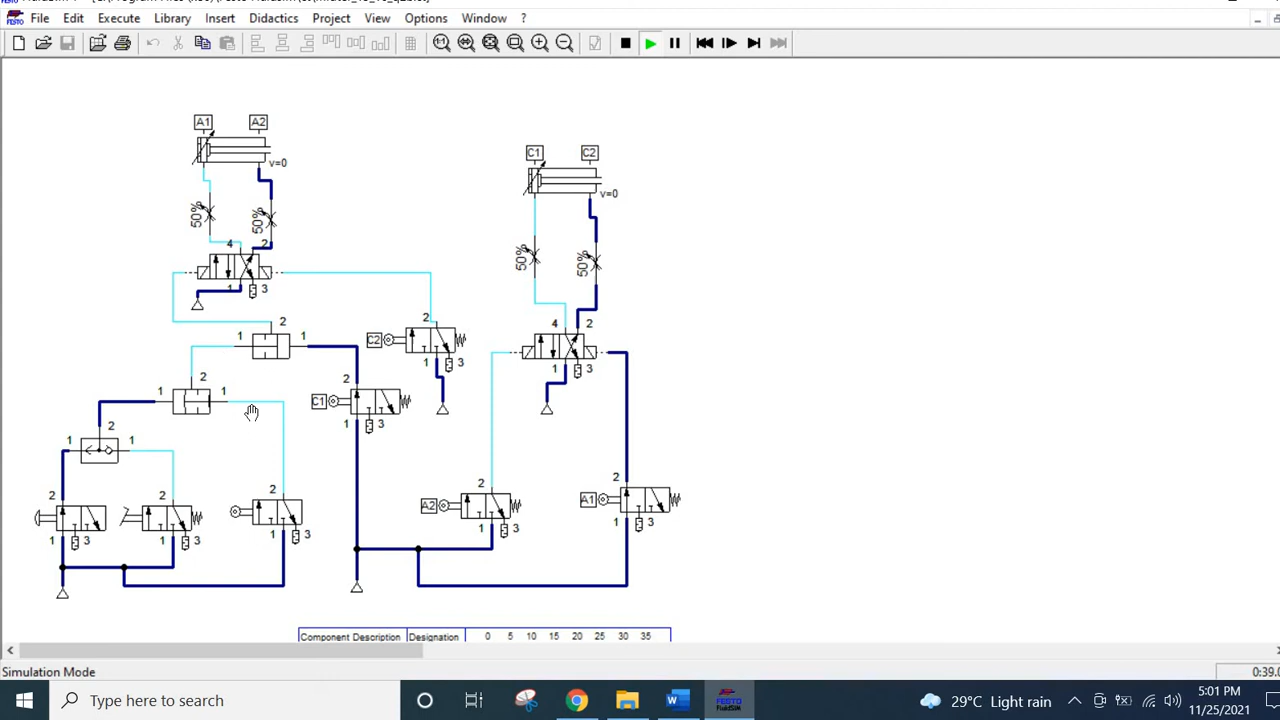 File Edit Execute Library Insert Didactics Project View Options Window ?
A1 A2
v=0
C1 C2
v=0
50% 50%
50% 50%
4 2
1 3
2
1 1
2
C2
1 3
4 2
1 3
2
1 1
2
C1
1 3
2
1 1
2 2 2
1 3 1 3 1 3
2
A2
1 3
2
A1
1 3
Component Description Designation 0 5 10 15 20 25 30 35
Simulation Mode 0:39.0
Type here to search
FESTO
29°C Light rain
5:01 PM
11/25/2021